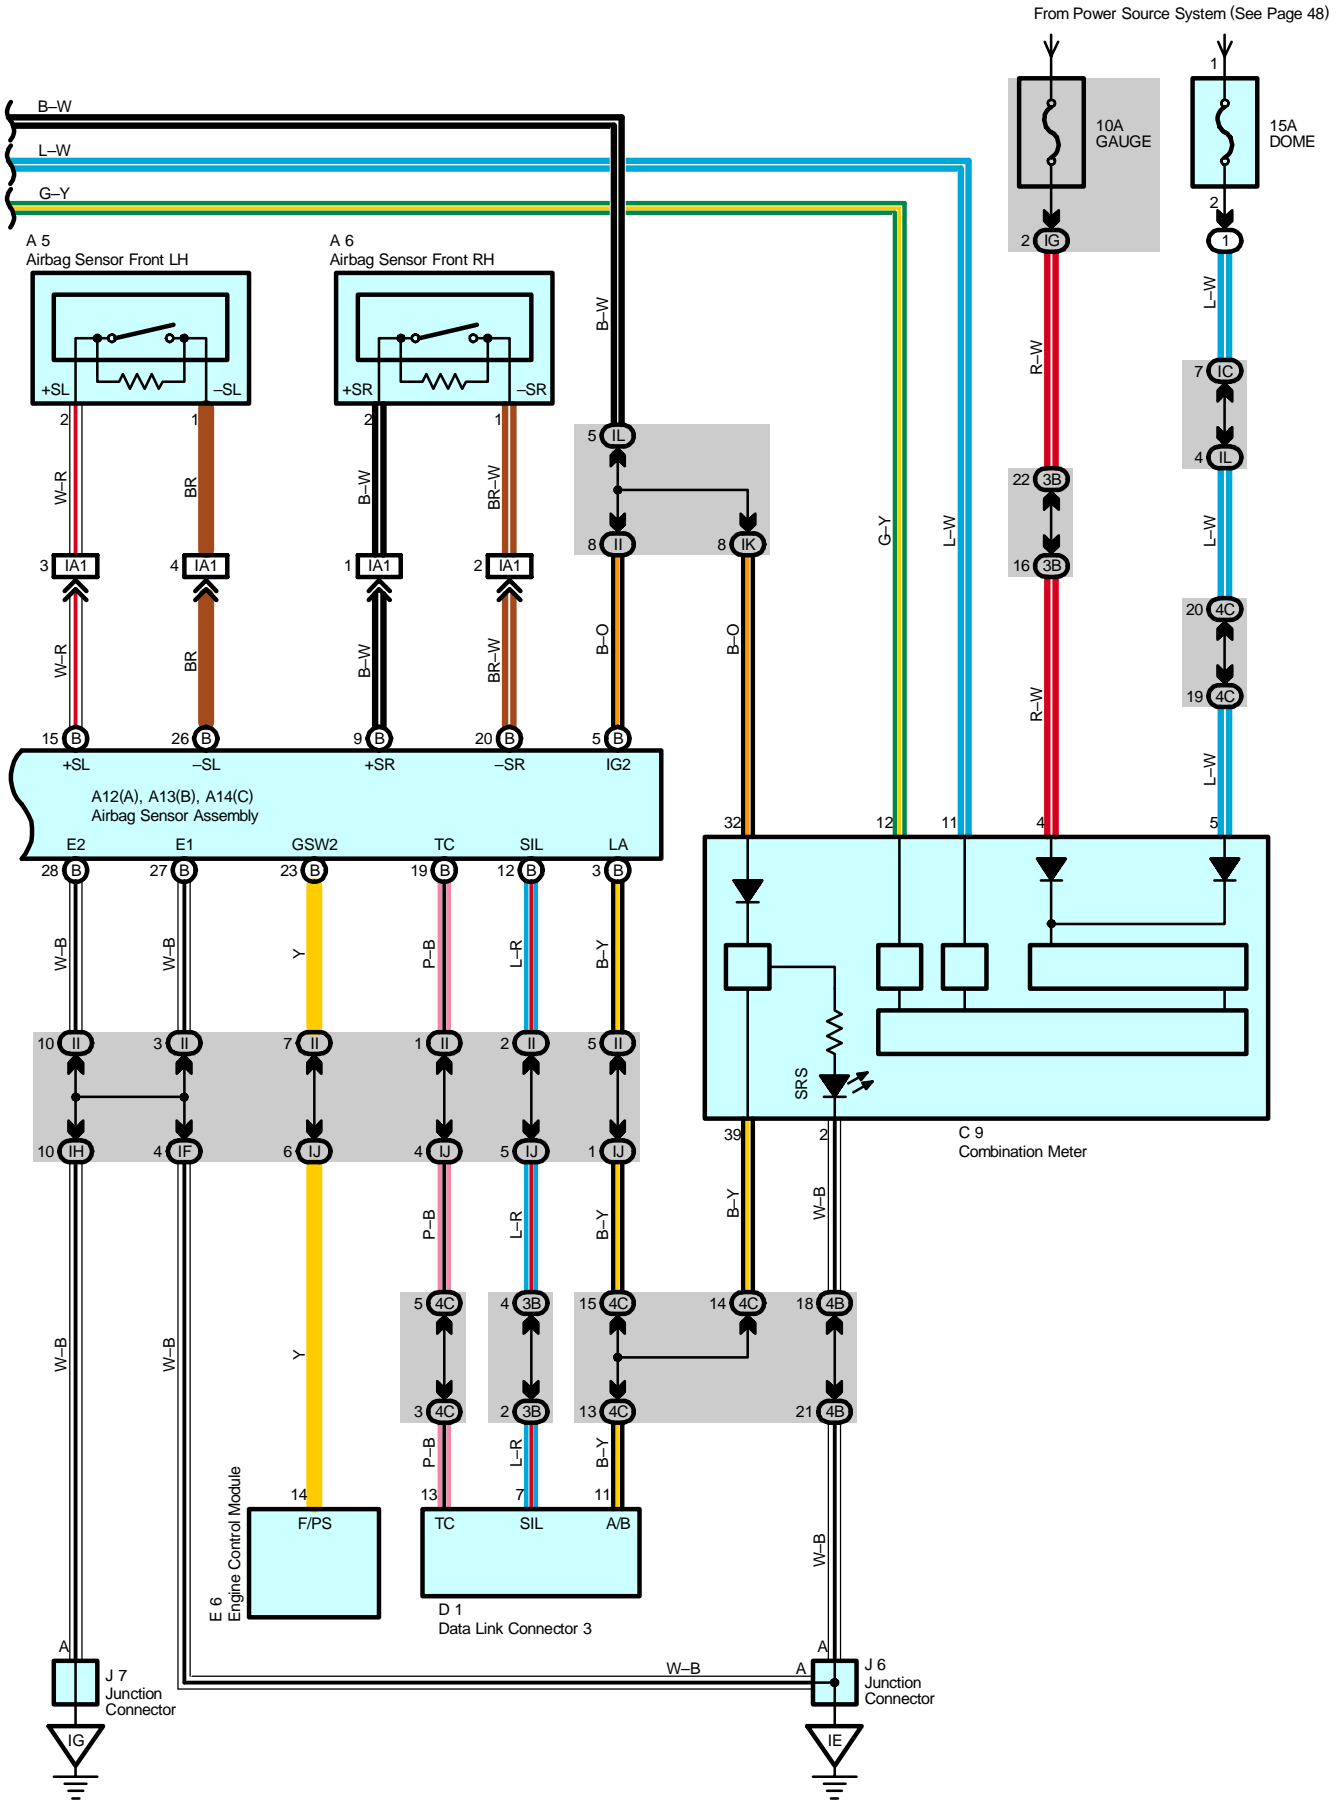 From Power Source System (See Page 48)
1
B–W
L–W
G–Y
10A
GAUGE
15A
DOME
2
2 IG
1
A 5
Airbag Sensor Front LH
A 6
Airbag Sensor Front RH
+SL
–SL
+SR
–SR
2
1
2
1
B–W
R–W
L–W
7 IC
4 IL
5 IL
W–R
BR
B–W
BR–W
22 3B
8 II
8 IK
G–Y
L–W
L–W
3 IA1
4 IA1
1 IA1
2 IA1
16 3B
20 4C
W–R
BR
B–W
BR–W
B–O
B–O
R–W
19 4C
L–W
15 B
26 B
9 B
20 B
5 B
+SL
–SL
+SR
–SR
IG2
A12(A), A13(B), A14(C)
Airbag Sensor Assembly
32
12
11
4
5
E2
E1
GSW2
TC
SIL
LA
28 B
27 B
23 B
19 B
12 B
3 B
W–B
W–B
Y
P–B
L–R
B–Y
10 II
3 II
7 II
1 II
2 II
5 II
SRS
10 IH
4 IF
6 IJ
4 IJ
5 IJ
1 IJ
39
2
C 9
Combination Meter
P–B
L–R
B–Y
B–Y
W–B
5 4C
4 3B
15 4C
14 4C
18 4B
W–B
W–B
Y
3 4C
2 3B
13 4C
21 4B
P–B
L–R
B–Y
14
13
7
11
F/PS
TC
SIL
A/B
E 6
Engine Control Module
W–B
D 1
Data Link Connector 3
A
J 7
Junction
Connector
W–B
A
A
J 6
Junction
Connector
IG
IE